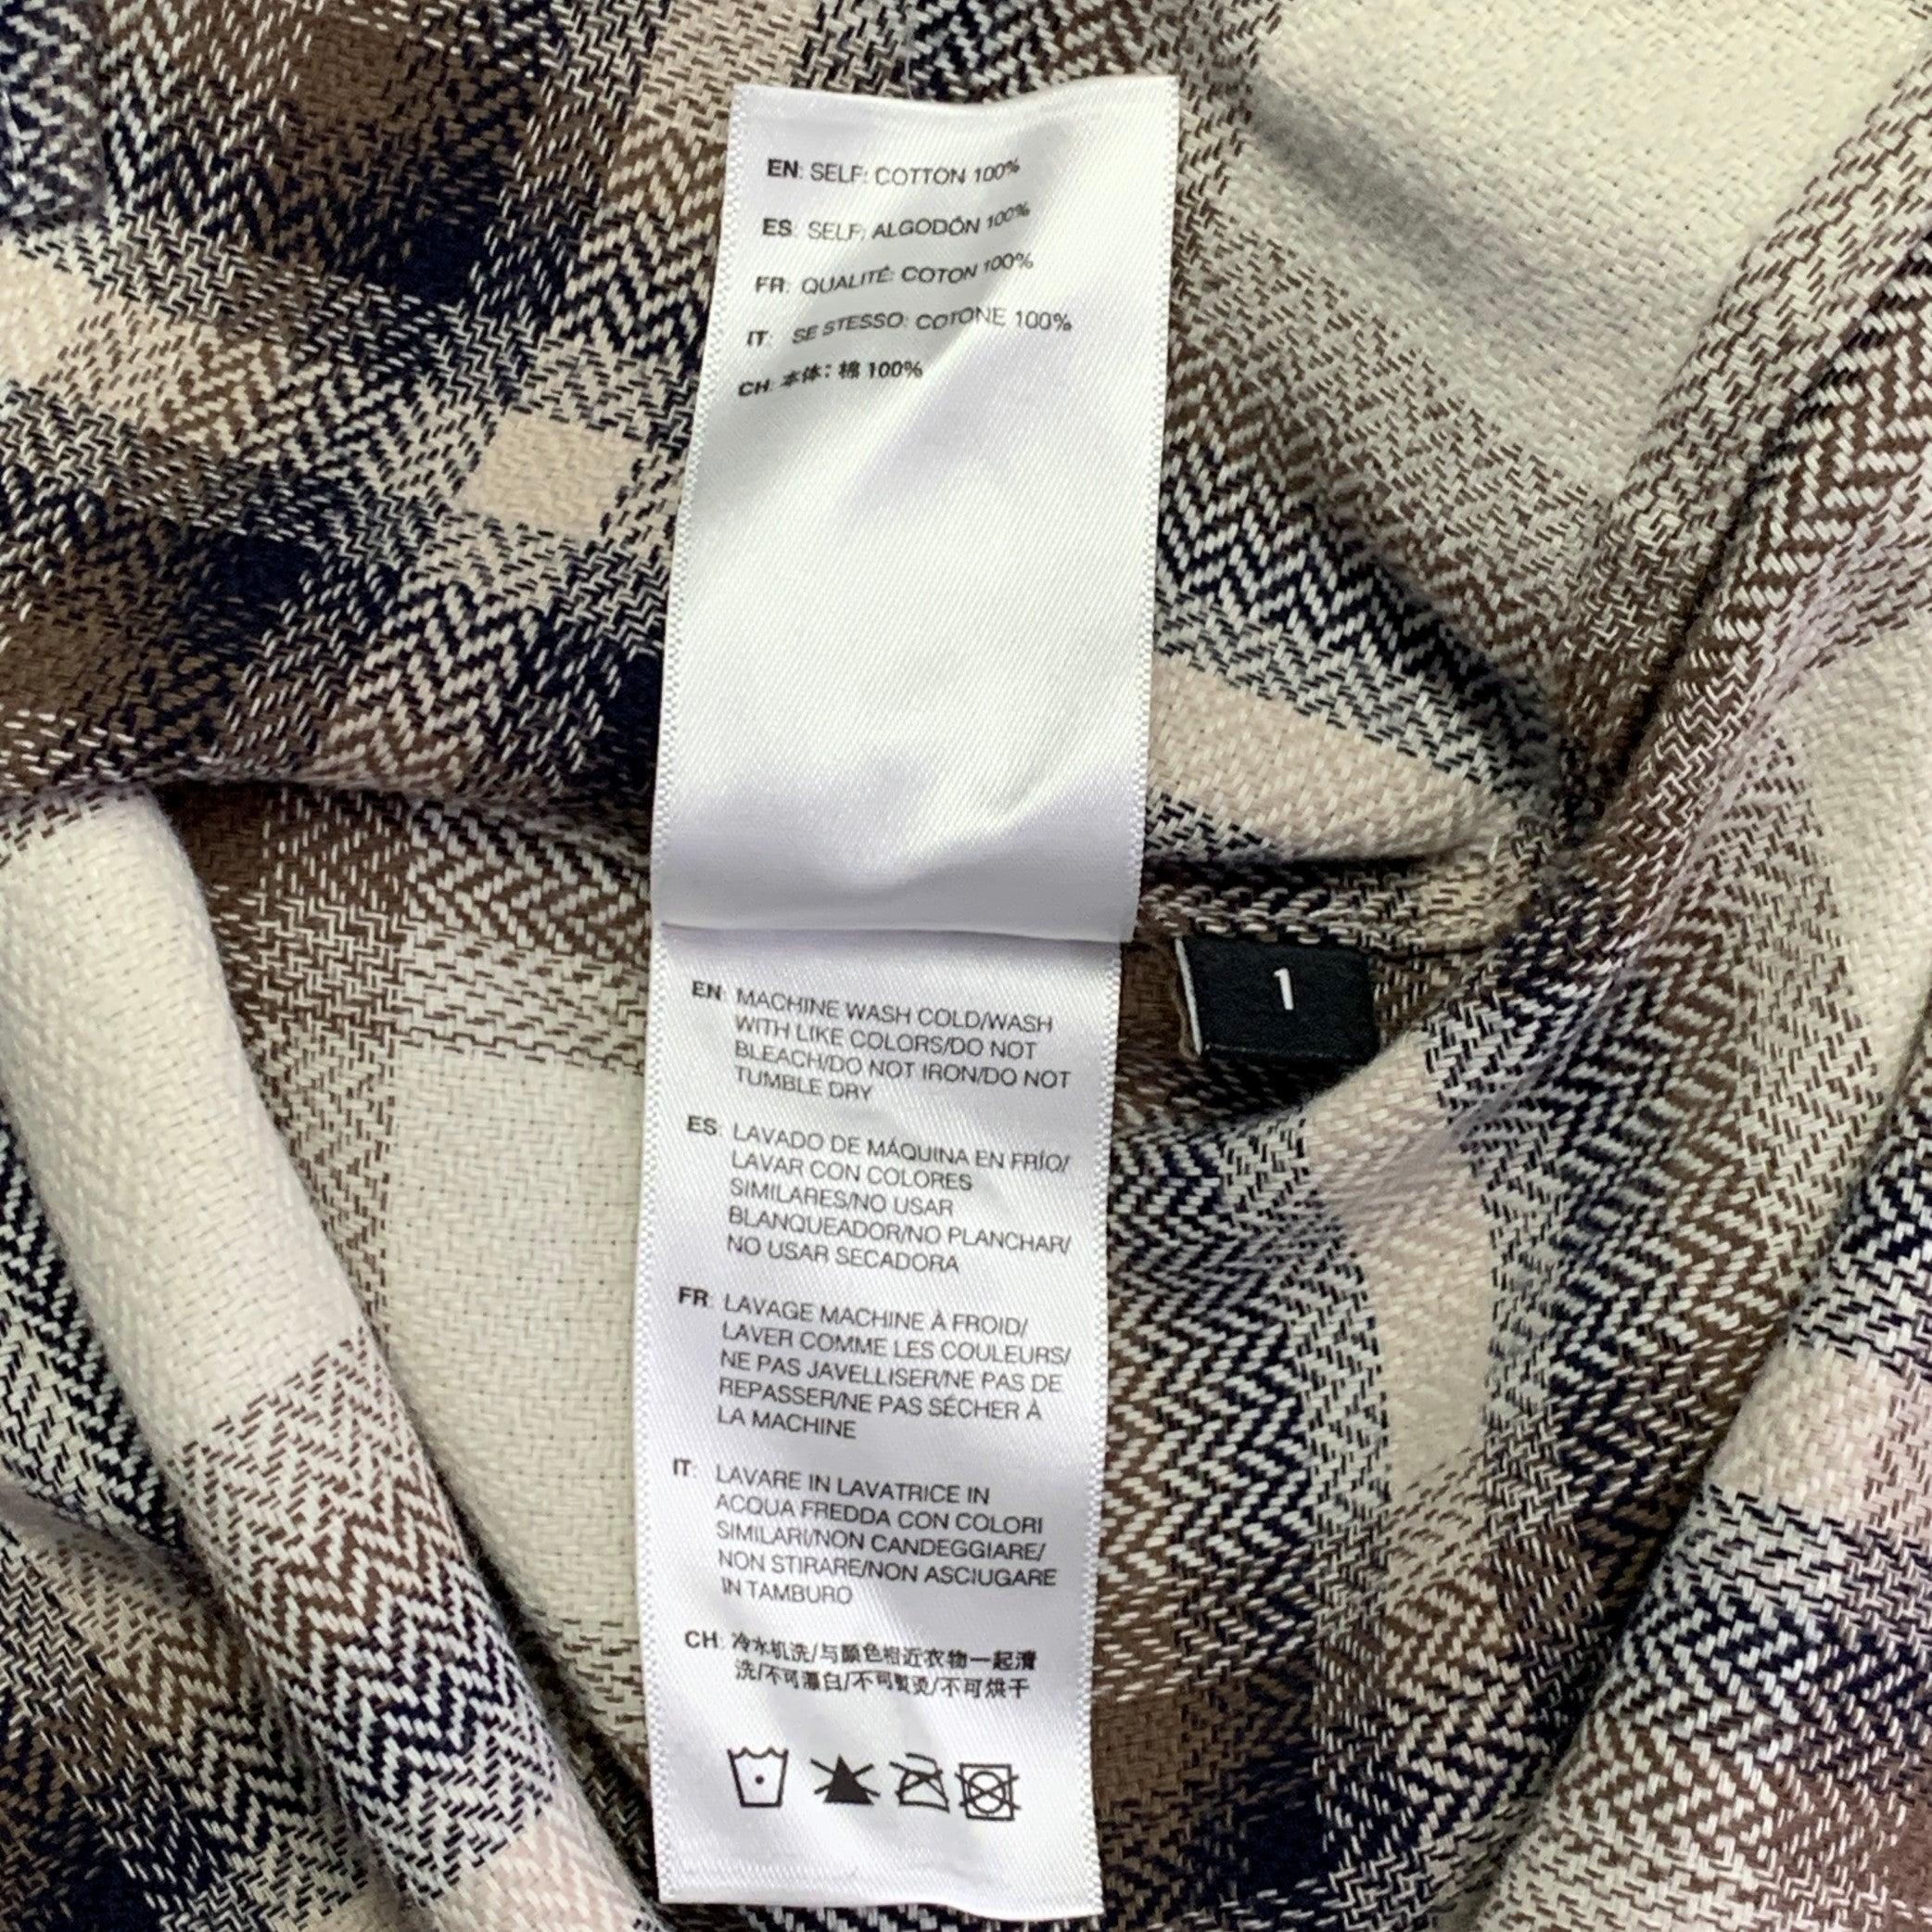 EN: SELF: COTTON 100%
ES: SELF: ALGODÓN 100%
FR: QUALITÉ: COTON 100%
IT: SE STESSO: COTONE 100%
CH: 本体：棉 100%
EN: MACHINE WASH COLD/WASH
WITH LIKE COLORS/DO NOT
BLEACH/DO NOT IRON/DO NOT
TUMBLE DRY
ES: LAVADO DE MÁQUINA EN FRÍO/
LAVAR CON COLORES
SIMILARES/NO USAR
BLANQUEADOR/NO PLANCHAR/
NO USAR SECADORA
FR: LAVAGE MACHINE À FROID/
LAVER COMME LES COULEURS/
NE PAS JAVELLISER/NE PAS DE
REPASSER/NE PAS SÉCHER À
LA MACHINE
IT: LAVARE IN LAVATRICE IN
ACQUA FREDDA CON COLORI
SIMILARI/NON CANDEGGIARE/
NON STIRARE/NON ASCIUGARE
IN TAMBURO
CH: 冷水机洗/与颜色相近衣物一起清
洗/不可漂白/不可熨烫/不可烘干
1